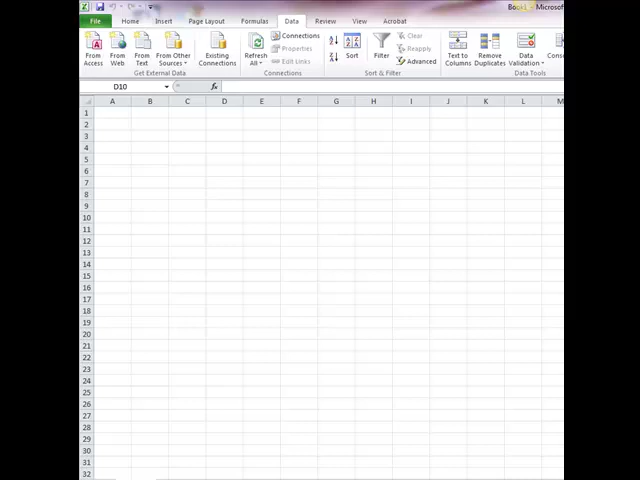 Book1 - Microsof
File Home Insert Page Layout Formulas Data Review View Acrobat
From Access
From Web
From Text
From Other Sources
Existing Connections
Get External Data
Refresh All
Connections
Properties
Edit Links
Connections
Sort
Filter
Clear
Reapply
Advanced
Sort & Filter
Text to Columns
Remove Duplicates
Data Validation
Cons
Data Tools
D10 fx
A B C D E F G H I J K L M
1
2
3
4
5
6
7
8
9
10
11
12
13
14
15
16
17
18
19
20
21
22
23
24
25
26
27
28
29
30
31
32